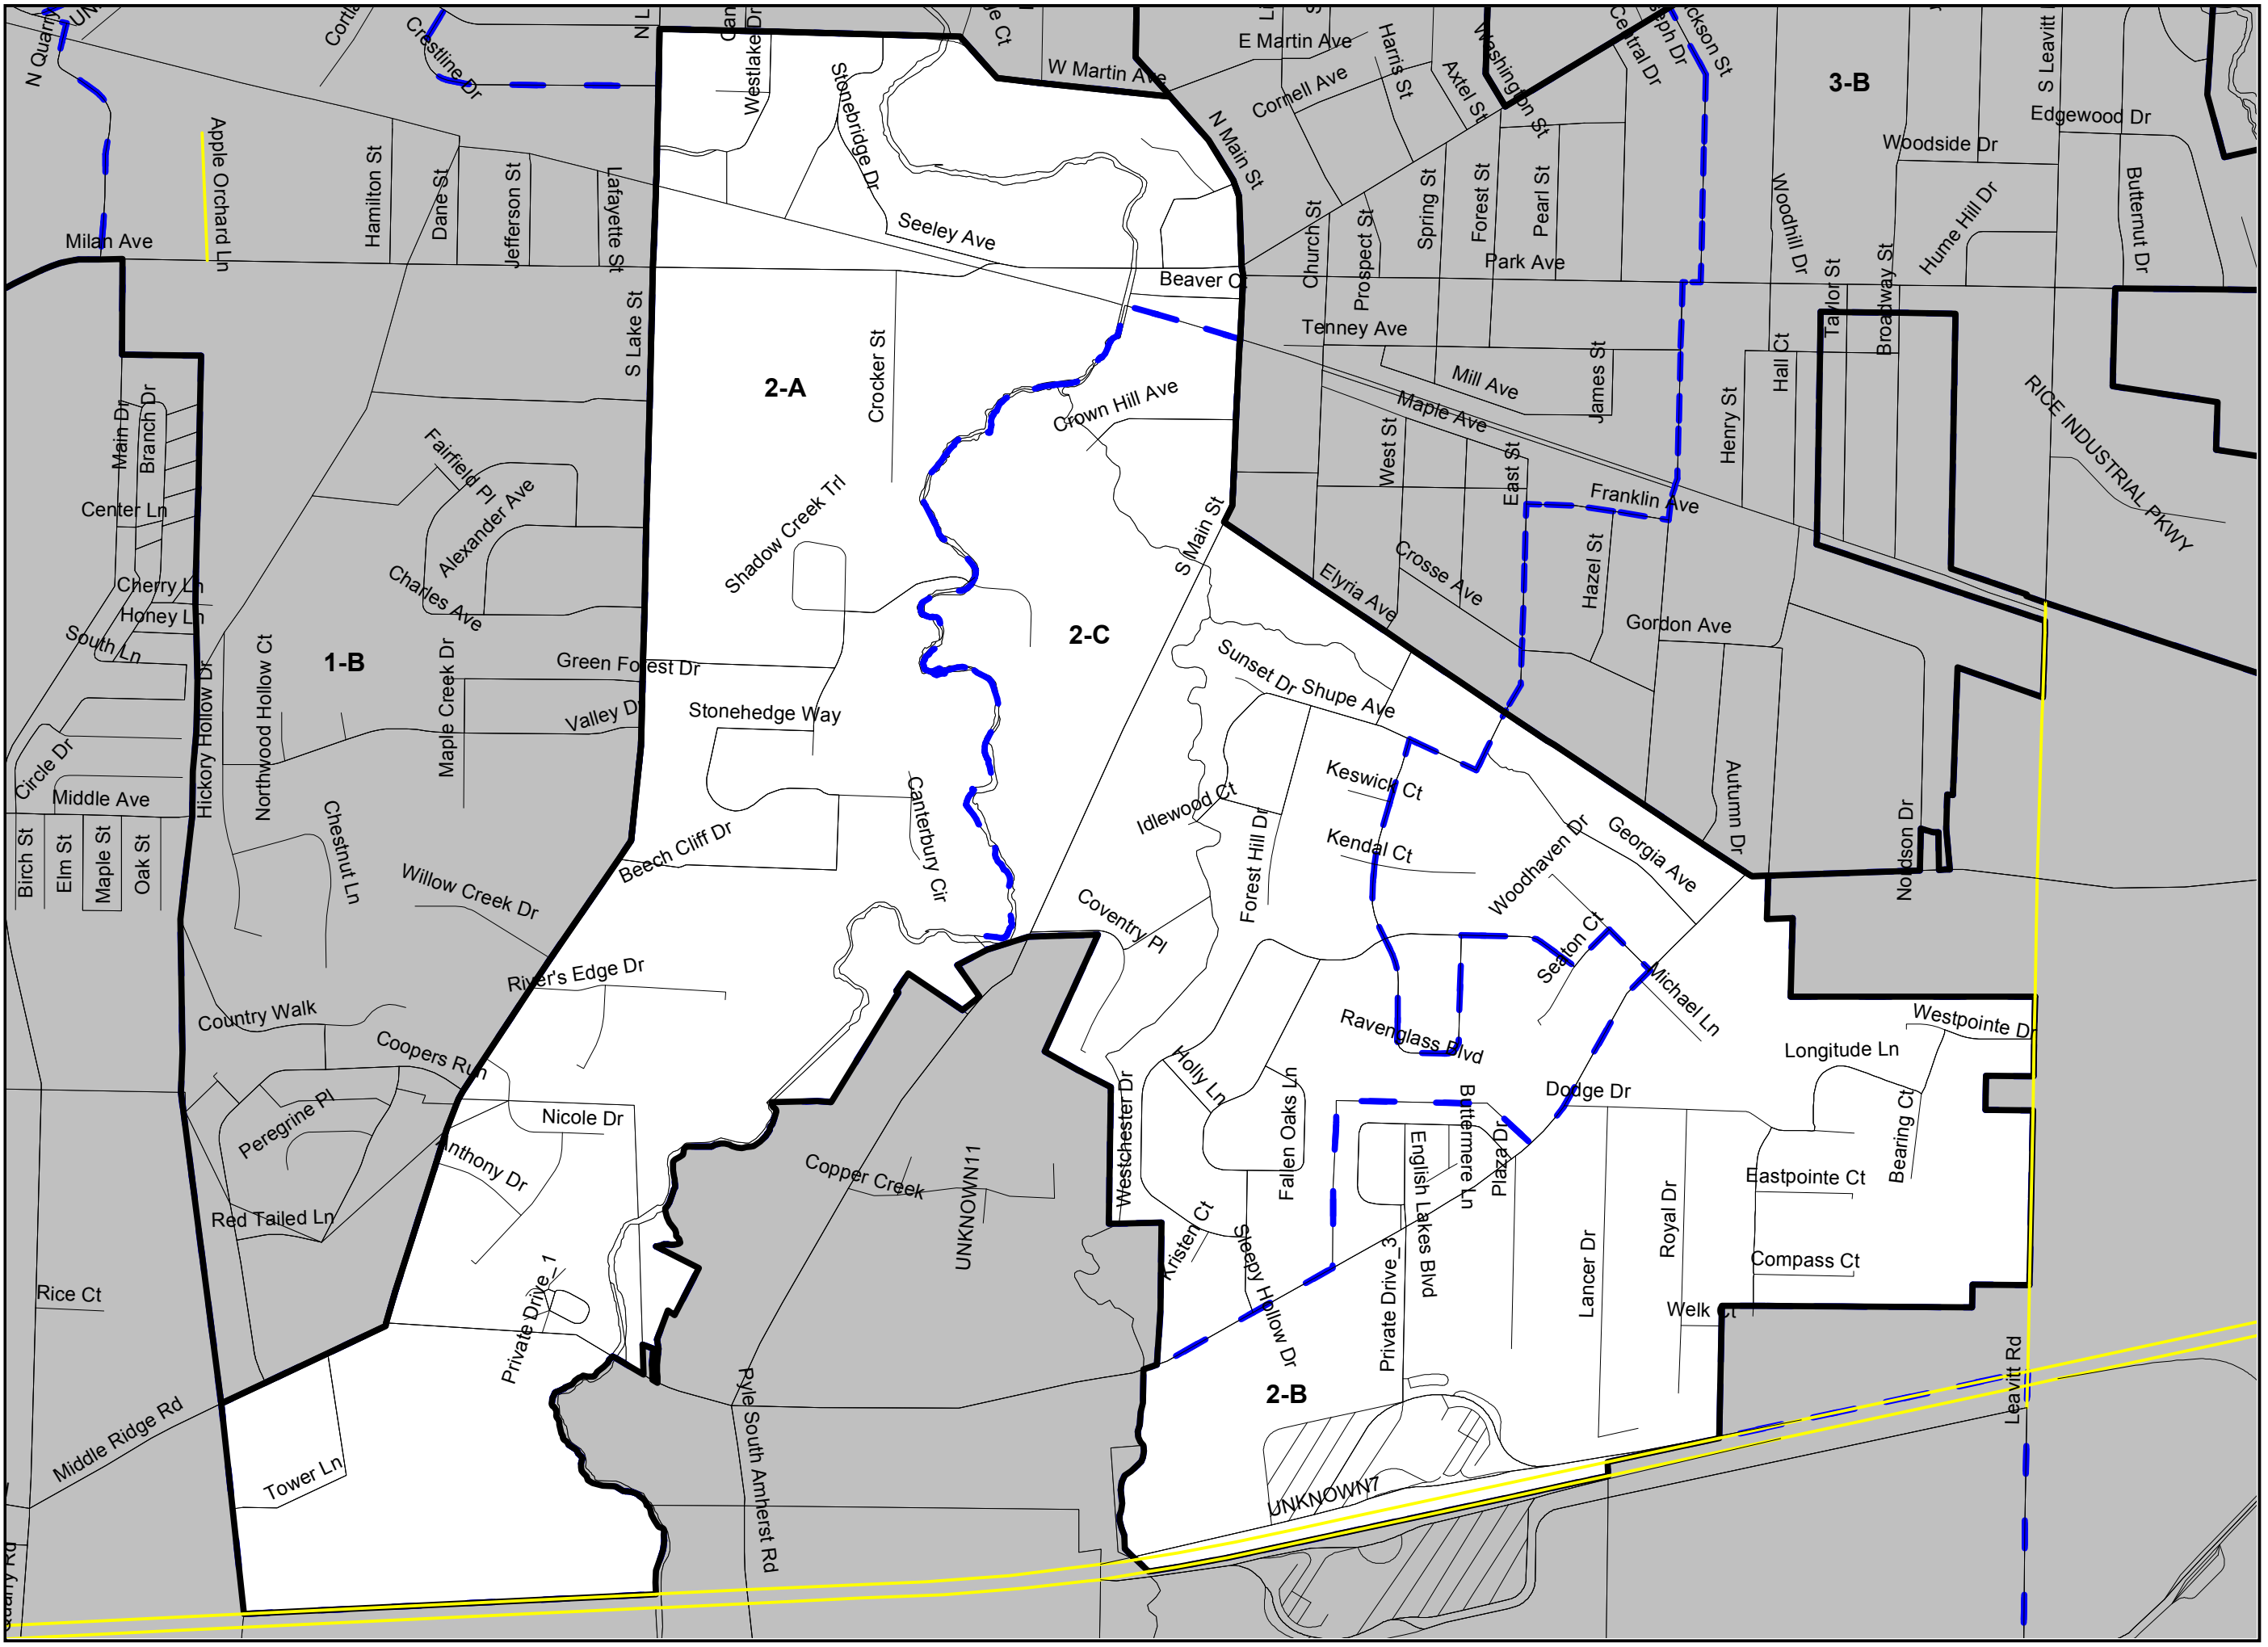 N Quarry
Crestline Dr
N L
Westlake Dr
Stonebridge Dr
ge Ct
W Martin Ave
E Martin Ave
Cornell Ave
Harris St
Axtel St
Washington St
Central Dr
seph Dr
ckson St
3-B
S Leavitt
Edgewood Dr
Woodside Dr
Butternut Dr
Hume Hill Dr
Woodhill Dr
N Main St
Apple Orchard Ln
Hamilton St
Dane St
Jefferson St
Lafayette St
Milan Ave
Seeley Ave
Beaver C
Church St
Prospect St
Spring St
Forest St
Pearl St
Park Ave
Taylor St
Broadway St
S Lake St
2-A
Crocker St
Crown Hill Ave
Tenney Ave
Mill Ave
Maple Ave
James St
Henry St
Hall Ct
RICE INDUSTRIAL PKWY
Main Dr
Branch Dr
Center Ln
Cherry Ln
Honey Ln
South Ln
Fairfield Pl
Alexander Ave
Charles Ave
Shadow Creek Trl
S Main St
West St
East St
Franklin Ave
Elyria Ave
Crosse Ave
Hazel St
Gordon Ave
1-B
2-C
Hickory Hollow Dr
Northwood Hollow Ct
Maple Creek Dr
Green Forest Dr
Valley D
Stonehedge Way
Sunset Dr
Shupe Ave
Circle Dr
Middle Ave
Birch St
Elm St
Maple St
Oak St
Chestnut Ln
Willow Creek Dr
Beech Cliff Dr
Canterbury Cir
Idlewood Ct
Forest Hill Dr
Keswick Ct
Kendal Ct
Woodhaven Dr
Georgia Ave
Autumn Dr
Nordson Dr
Coventry Pl
Seaton Ct
Michael Ln
River's Edge Dr
Country Walk
Coopers Run
Peregrine Pl
Nicole Dr
Anthony Dr
Red Tailed Ln
Ravenglass Blvd
Holly Ln
Westchester Dr
Fallen Oaks Ln
Buttermere Ln
Dodge Dr
Longitude Ln
Westpointe Dr
Bearing Ct
Eastpointe Ct
Compass Ct
Copper Creek
UNKNOWN11
Kristen Ct
Sleepy Hollow Dr
English Lakes Blvd
Plaza Dr
Private Drive_3
Lancer Dr
Royal Dr
Welk Ct
Rice Ct
Private Drive_1
Middle Ridge Rd
Tower Ln
Pyle South Amherst Rd
2-B
UNKNOWN7
Leavitt Rd
Quarry Rd